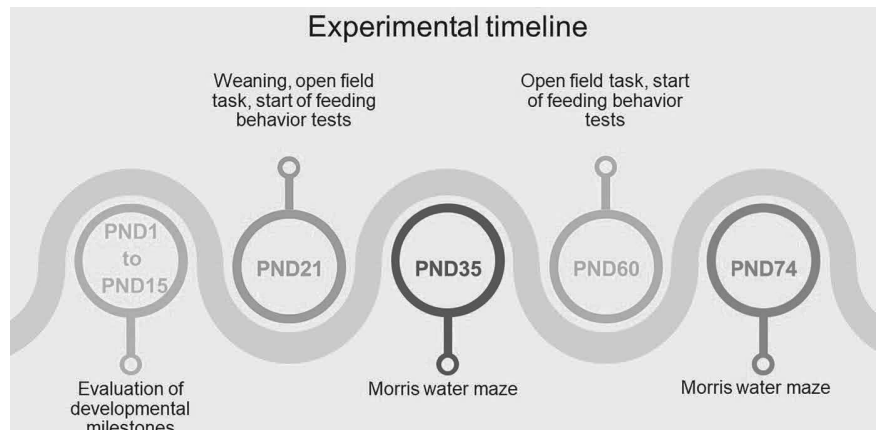 Experimental timeline
Weaning, open field
task, start of feeding
behavior tests
Open field task, start
of feeding behavior
tests
PND1
to
PND15
PND21
PND35
PND60
PND74
Evaluation of
developmental
milestones
Morris water maze
Morris water maze